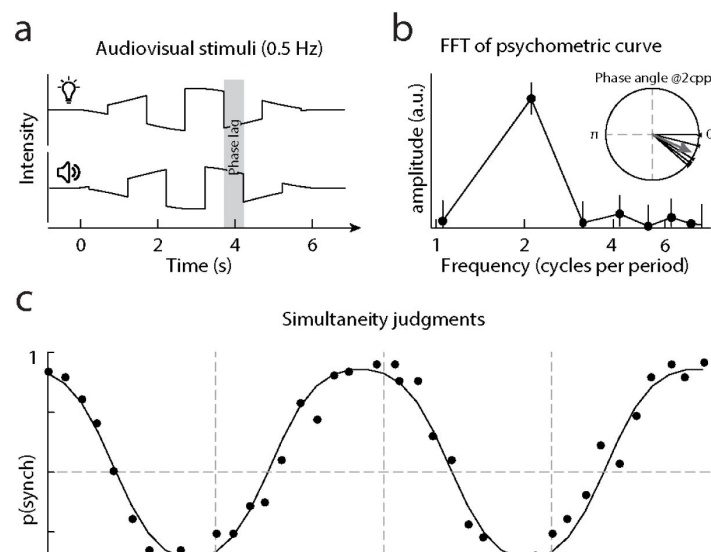 a
Audiovisual stimuli (0.5 Hz)
Intensity
Phase lag
0 2 4 6
Time (s)
b
FFT of psychometric curve
Phase angle @2cpp
π 0
amplitude (a.u.)
1 2 4 6
Frequency (cycles per period)
c
Simultaneity judgments
1
p(synch)